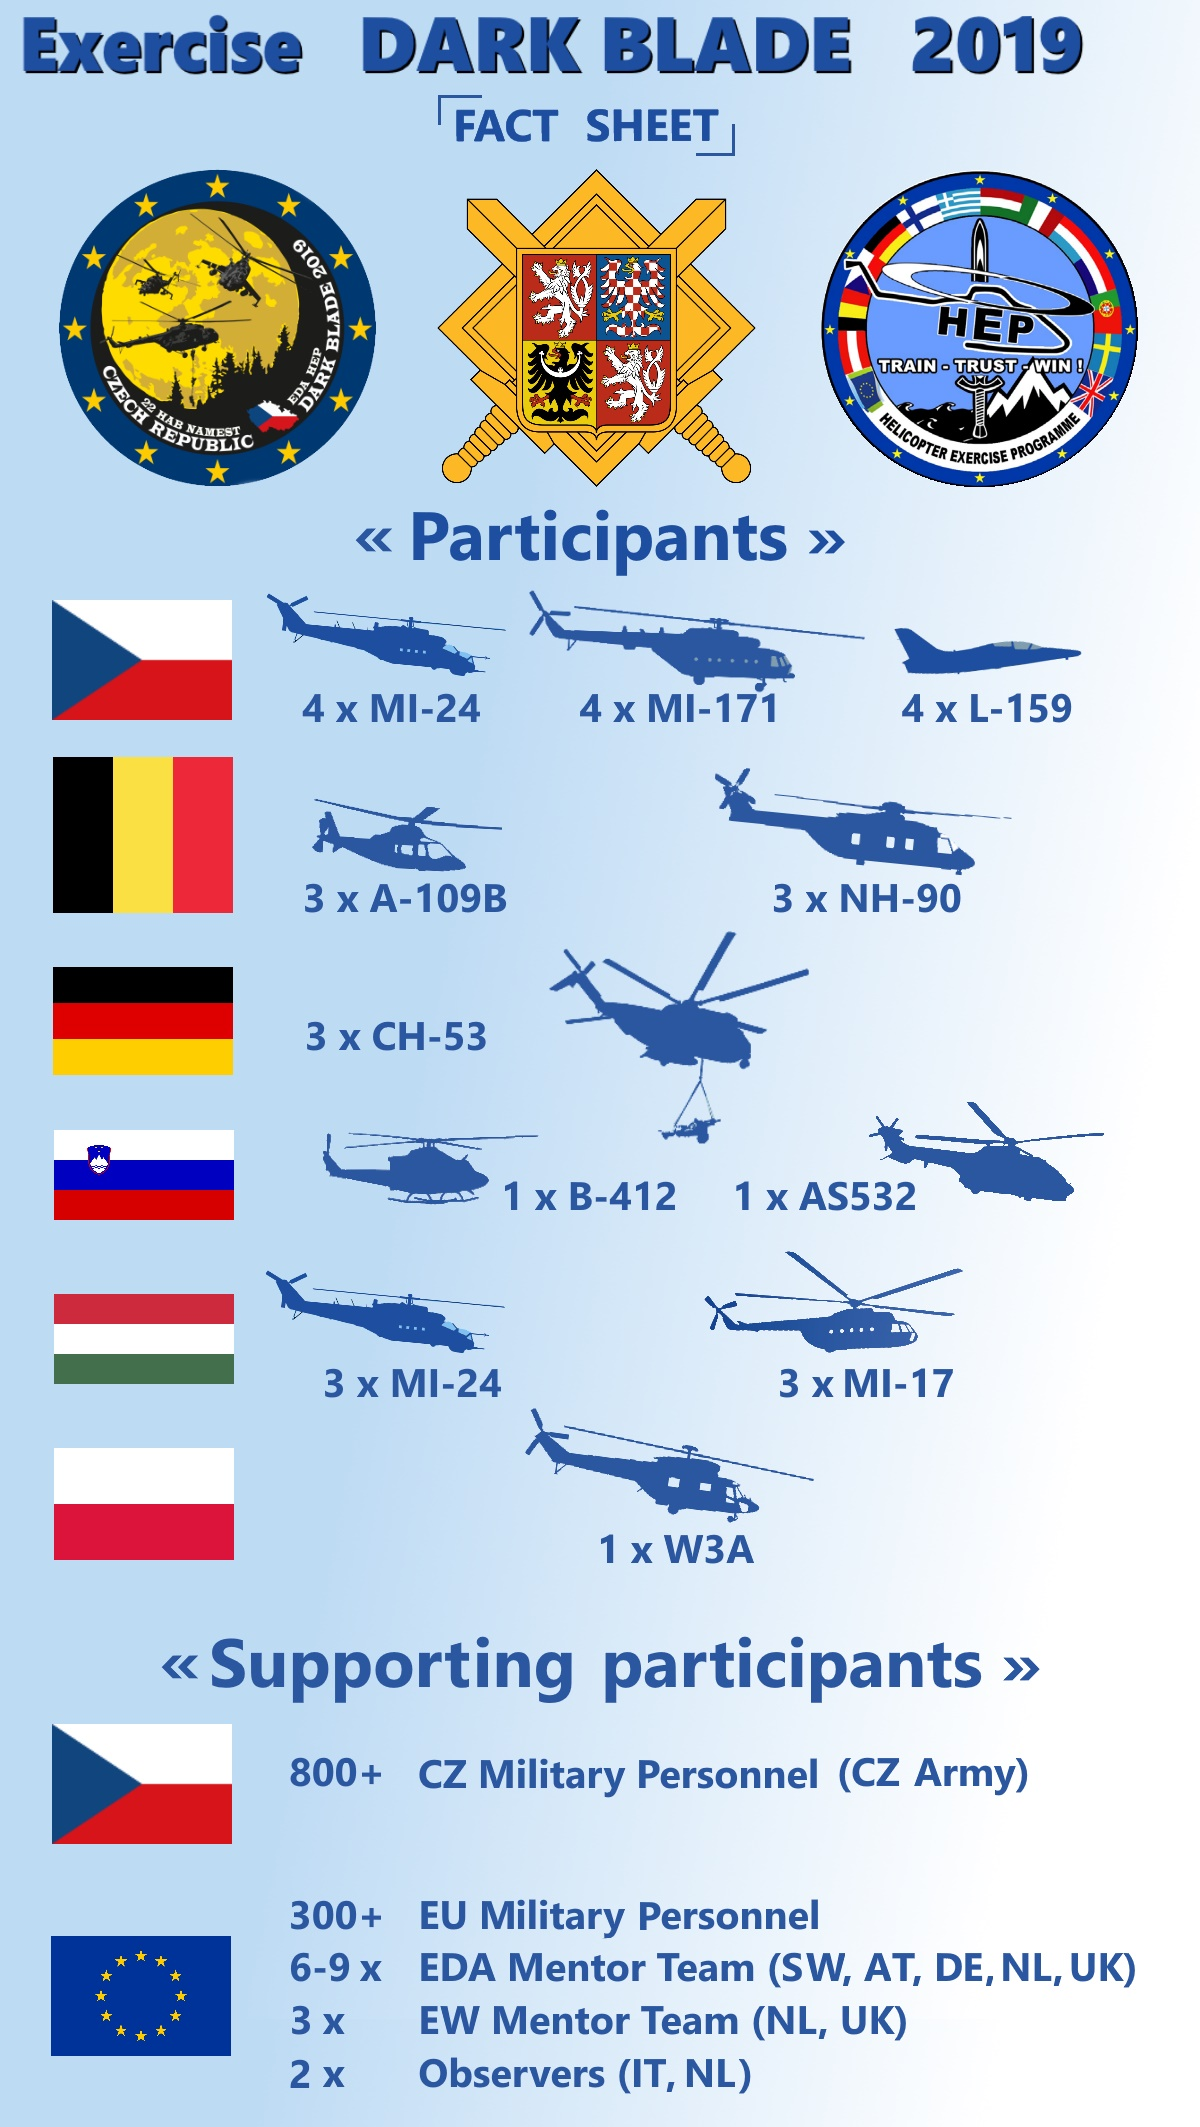 Exercise DARK BLADE 2019
FACT SHEET
CZECH REPUBLIC
22 HAB NAMEST
EDA HEP
DARK BLADE 2019
HEP
TRAIN - TRUST - WIN !
HELICOPTER EXERCISE PROGRAMME
« Participants »
4 x MI-24 4 x MI-171 4 x L-159
3 x A-109B 3 x NH-90
3 x CH-53
1 x B-412 1 x AS532
3 x MI-24 3 x MI-17
1 x W3A
« Supporting participants »
800+ CZ Military Personnel (CZ Army)
300+ EU Military Personnel
6-9 x EDA Mentor Team (SW, AT, DE, NL, UK)
3 x EW Mentor Team (NL, UK)
2 x Observers (IT, NL)